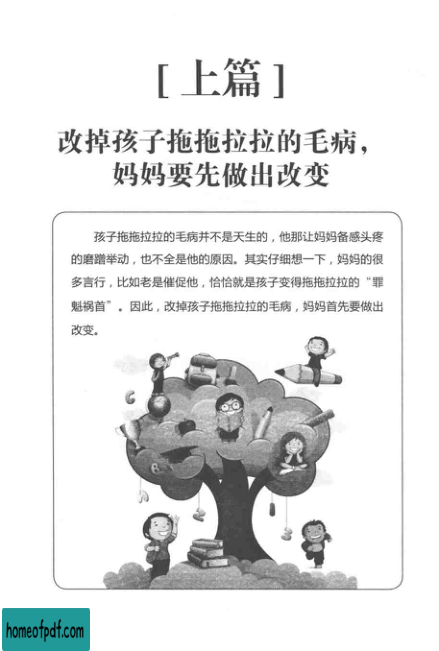 [上篇]
改掉孩子拖拖拉拉的毛病，
妈妈要先做出改变
孩子拖拖拉拉的毛病并不是天生的，他那让妈妈备感头疼
的磨蹭举动，也不全是他的原因。其实仔细想一下，妈妈的很
多言行，比如老是催促他，恰恰就是孩子变得拖拖拉拉的“罪
魁祸首”。因此，改掉孩子拖拖拉拉的毛病，妈妈首先要做出
改变。
homeofpdf.com